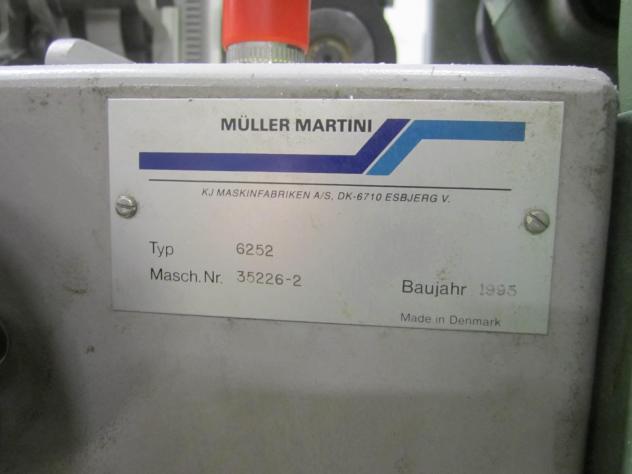 MÜLLER MARTINI
KJ MASKINFABRIKEN A/S, DK-6710 ESBJERG V.
Typ 6252
Masch.Nr. 35226-2
Baujahr 1995
Made in Denmark